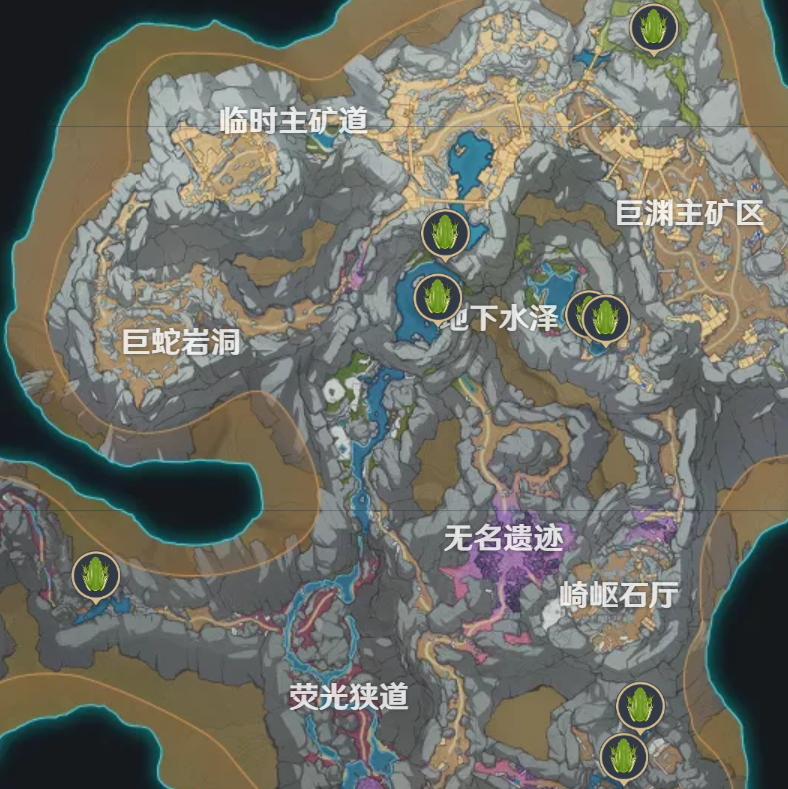 临时主矿道
巨渊主矿区
地下水泽
巨蛇岩洞
无名遗迹
崎岖石厅
荧光狭道